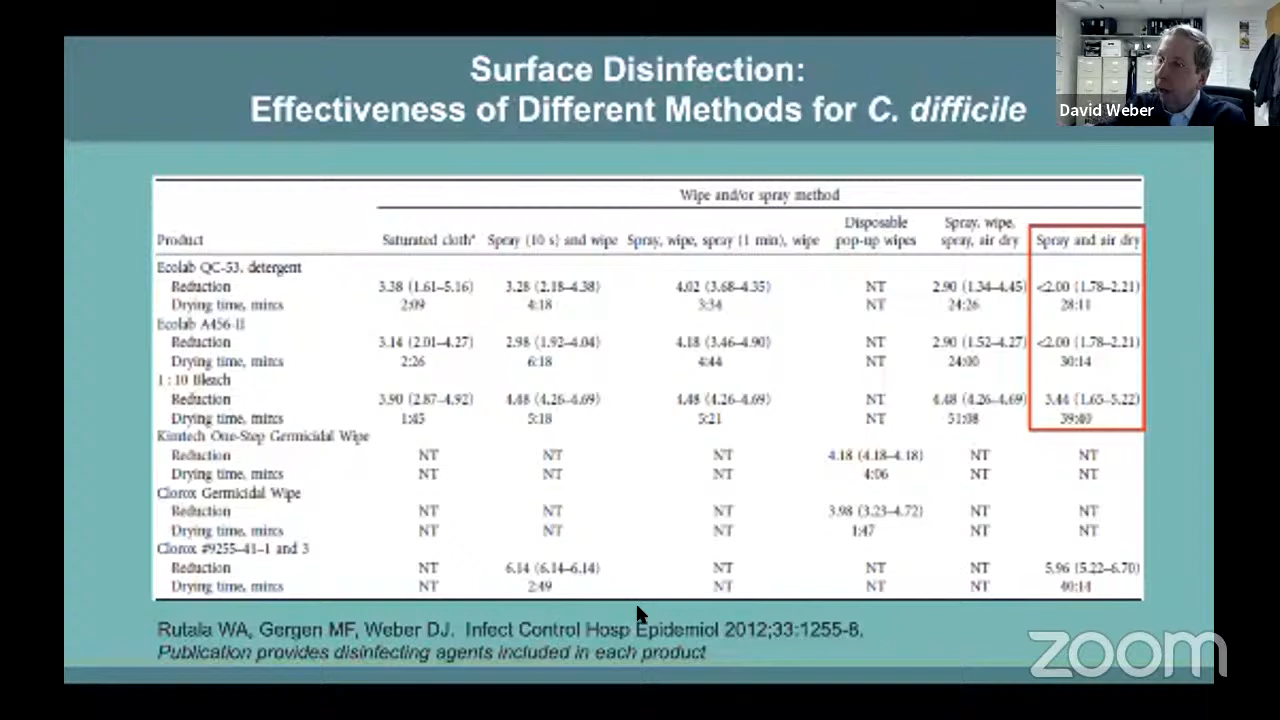 Surface Disinfection:
Effectiveness of Different Methods for C. difficile
David Weber
Wipe and/or spray method
Product Saturated cloth* Spray (10 s) and wipe Spray, wipe, spray (1 min), wipe Disposable pop-up wipes Spray, wipe, spray, air dry Spray and air dry
Ecolab QC-53, detergent
Reduction 3.38 (1.61–5.16) 3.28 (2.18–4.38) 4.02 (3.68–4.35) NT 2.90 (1.34–4.45) <2.00 (1.78–2.21)
Drying time, mincs 2:09 4:18 3:34 NT 24:26 28:11
Ecolab A456-II
Reduction 3.14 (2.01–4.27) 2.98 (1.92–4.04) 4.18 (3.46–4.90) NT 2.90 (1.52–4.27) <2.00 (1.78–2.21)
Drying time, mincs 2:26 6:18 4:44 NT 24:00 30:14
1 : 10 Bleach
Reduction 3.90 (2.87–4.92) 4.48 (4.26–4.69) 4.48 (4.26–4.69) NT 4.48 (4.26–4.69) 3.44 (1.65–5.22)
Drying time, mincs 1:45 5:18 5:21 NT 51:08 39:40
Kimtech One-Step Germicidal Wipe
Reduction NT NT NT 4.18 (4.18–4.18) NT NT
Drying time, mincs NT NT NT 4:06 NT NT
Clorox Germicidal Wipe
Reduction NT NT NT 3.98 (3.23–4.72) NT NT
Drying time, mincs NT NT NT 1:47 NT NT
Clorox #9255–41–1 and 3
Reduction NT 6.14 (6.14–6.14) NT NT NT 5.96 (5.22–6.70)
Drying time, mincs NT 2:49 NT NT NT 40:14
Rutala WA, Gergen MF, Weber DJ. Infect Control Hosp Epidemiol 2012;33:1255-8.
Publication provides disinfecting agents included in each product
zoom